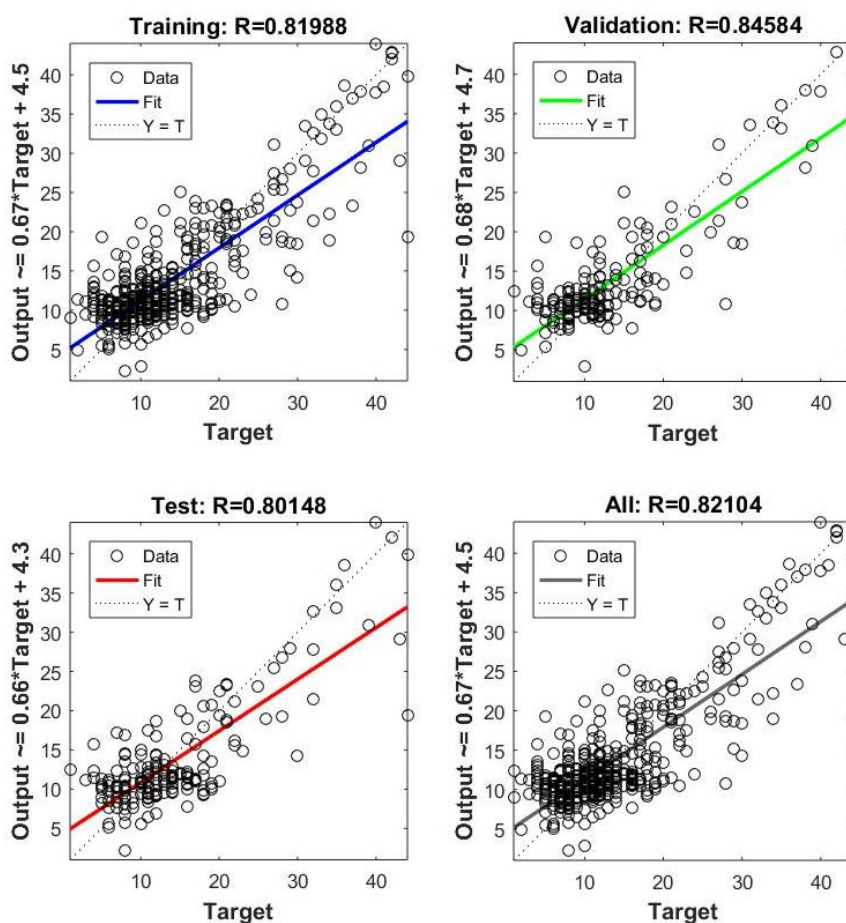 Training: R=0.81988
Output ~= 0.67*Target + 4.5
40
35
30
25
20
15
10
5
Data
Fit
Y = T
10 20 30 40
Target
Validation: R=0.84584
Output ~= 0.68*Target + 4.7
40
35
30
25
20
15
10
5
Data
Fit
Y = T
10 20 30 40
Target
Test: R=0.80148
Output ~= 0.66*Target + 4.3
40
35
30
25
20
15
10
5
Data
Fit
Y = T
10 20 30 40
Target
All: R=0.82104
Output ~= 0.67*Target + 4.5
40
35
30
25
20
15
10
5
Data
Fit
Y = T
10 20 30 40
Target